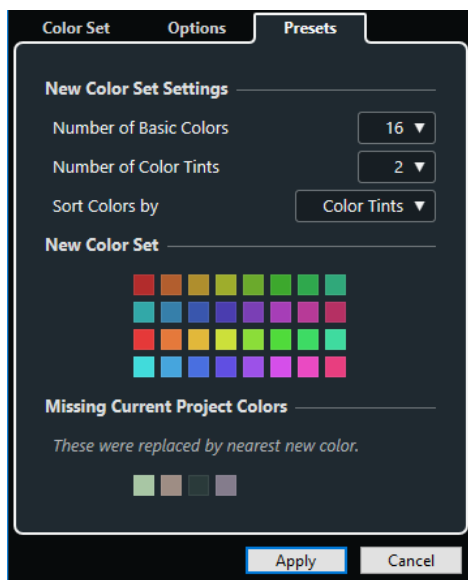 Color Set Options Presets
New Color Set Settings
Number of Basic Colors 16
Number of Color Tints 2
Sort Colors by Color Tints
New Color Set
Missing Current Project Colors
These were replaced by nearest new color.
Apply Cancel